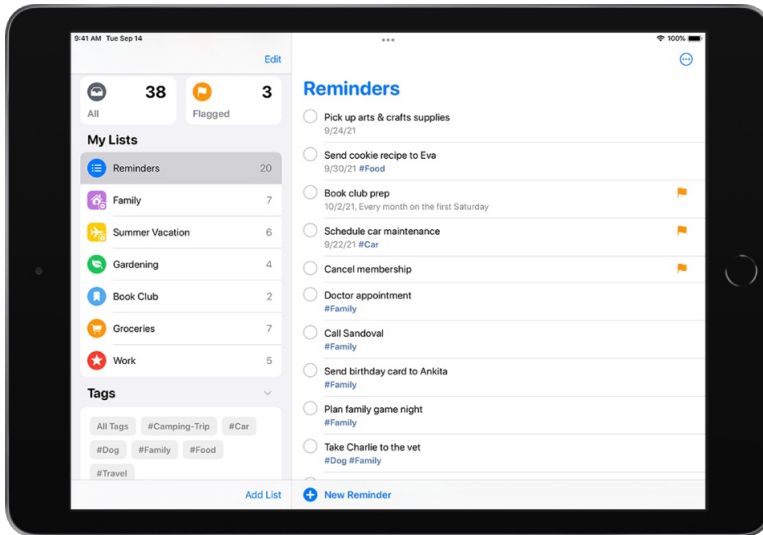 9:41 AM Tue Sep 14
100%
Edit
38
All
3
Flagged
My Lists
Reminders 20
Family 7
Summer Vacation 6
Gardening 4
Book Club 2
Groceries 7
Work 5
Tags
All Tags #Camping-Trip #Car
#Dog #Family #Food
#Travel
Add List
Reminders
Pick up arts & crafts supplies
9/24/21
Send cookie recipe to Eva
9/30/21 #Food
Book club prep
10/2/21, Every month on the first Saturday
Schedule car maintenance
9/22/21 #Car
Cancel membership
Doctor appointment
#Family
Call Sandoval
#Family
Send birthday card to Ankita
#Family
Plan family game night
#Family
Take Charlie to the vet
#Dog #Family
New Reminder